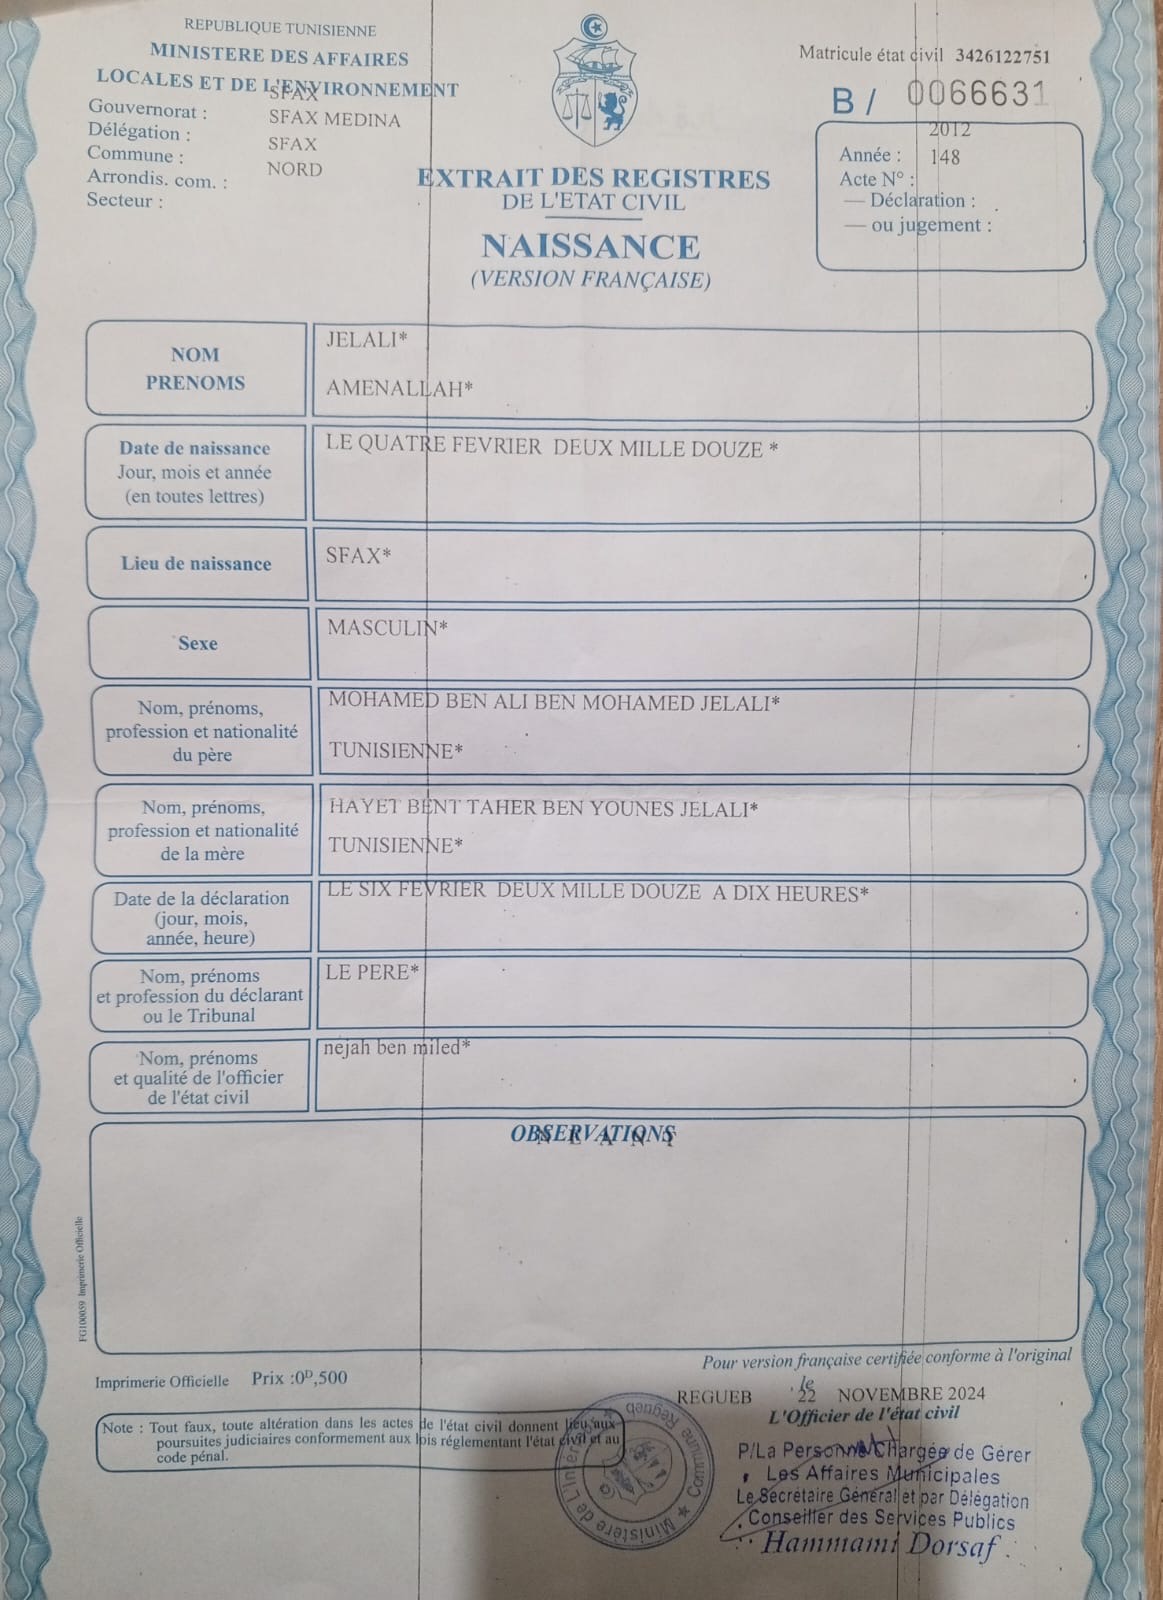 REPUBLIQUE TUNISIENNE
MINISTERE DES AFFAIRES
LOCALES ET DE L'ENVIRONNEMENT
Gouvernorat : SFAX
Délégation : SFAX MEDINA
Commune : SFAX
Arrondis. com. : NORD
Secteur :
Matricule état civil 3426122751
B/ 0066631
Année : 2012
Acte N° : 148
— Déclaration :
— ou jugement :
EXTRAIT DES REGISTRES
DE L'ETAT CIVIL
NAISSANCE
(VERSION FRANÇAISE)
NOM
PRENOMS
JELALI*
AMENALLAH*
Date de naissance
Jour, mois et année
(en toutes lettres)
LE QUATRE FEVRIER DEUX MILLE DOUZE *
Lieu de naissance
SFAX*
Sexe
MASCULIN*
Nom, prénoms,
profession et nationalité
du père
MOHAMED BEN ALI BEN MOHAMED JELALI*
TUNISIENNE*
Nom, prénoms,
profession et nationalité
de la mère
HAYET BENT TAHER BEN YOUNES JELALI*
TUNISIENNE*
Date de la déclaration
(jour, mois,
année, heure)
LE SIX FEVRIER DEUX MILLE DOUZE A DIX HEURES*
Nom, prénoms
et profession du déclarant
ou le Tribunal
LE PERE*
Nom, prénoms
et qualité de l'officier
de l'état civil
nejah ben miled*
OBSERVATIONS
N E A N T
FG100059 Imprimerie Officielle
Imprimerie Officielle Prix :0D,500
Note : Tout faux, toute altération dans les actes de l'état civil donnent lieu aux
poursuites judiciaires conformement aux lois réglementant l'état civil et au
code pénal.
Pour version française certifiée conforme à l'original
REGUEB le 22 NOVEMBRE 2024
L'Officier de l'état civil
P/La Personne Chargée de Gérer
Les Affaires Municipales
Le Secrétaire Général et par Délégation
Conseiller des Services Publics
Hammami Dorsaf
Ministère de L'Interieur ★ Commune Regueb ★